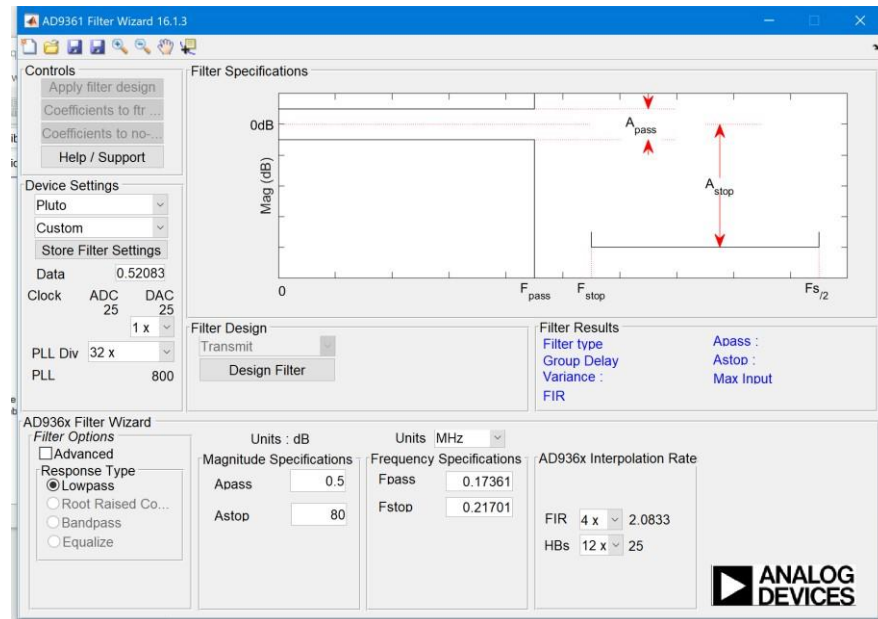 AD9361 Filter Wizard 16.1.3
Controls
Apply filter design
Coefficients to ftr ...
Coefficients to no-...
Help / Support
Device Settings
Pluto
Custom
Store Filter Settings
Data 0.52083
Clock ADC DAC
25 25
1 x
PLL Div 32 x
PLL 800
Filter Specifications
0dB
Mag (dB)
Apass
Astop
0 Fpass Fstop Fs/2
Filter Design
Transmit
Design Filter
Filter Results
Filter type Apass :
Group Delay Astop :
Variance : Max Input
FIR
AD936x Filter Wizard
Filter Options
Advanced
Response Type
Lowpass
Root Raised Co...
Bandpass
Equalize
Units : dB
Magnitude Specifications
Apass 0.5
Astop 80
Units MHz
Frequency Specifications
Fpass 0.17361
Fstop 0.21701
AD936x Interpolation Rate
FIR 4 x 2.0833
HBs 12 x 25
ANALOG
DEVICES